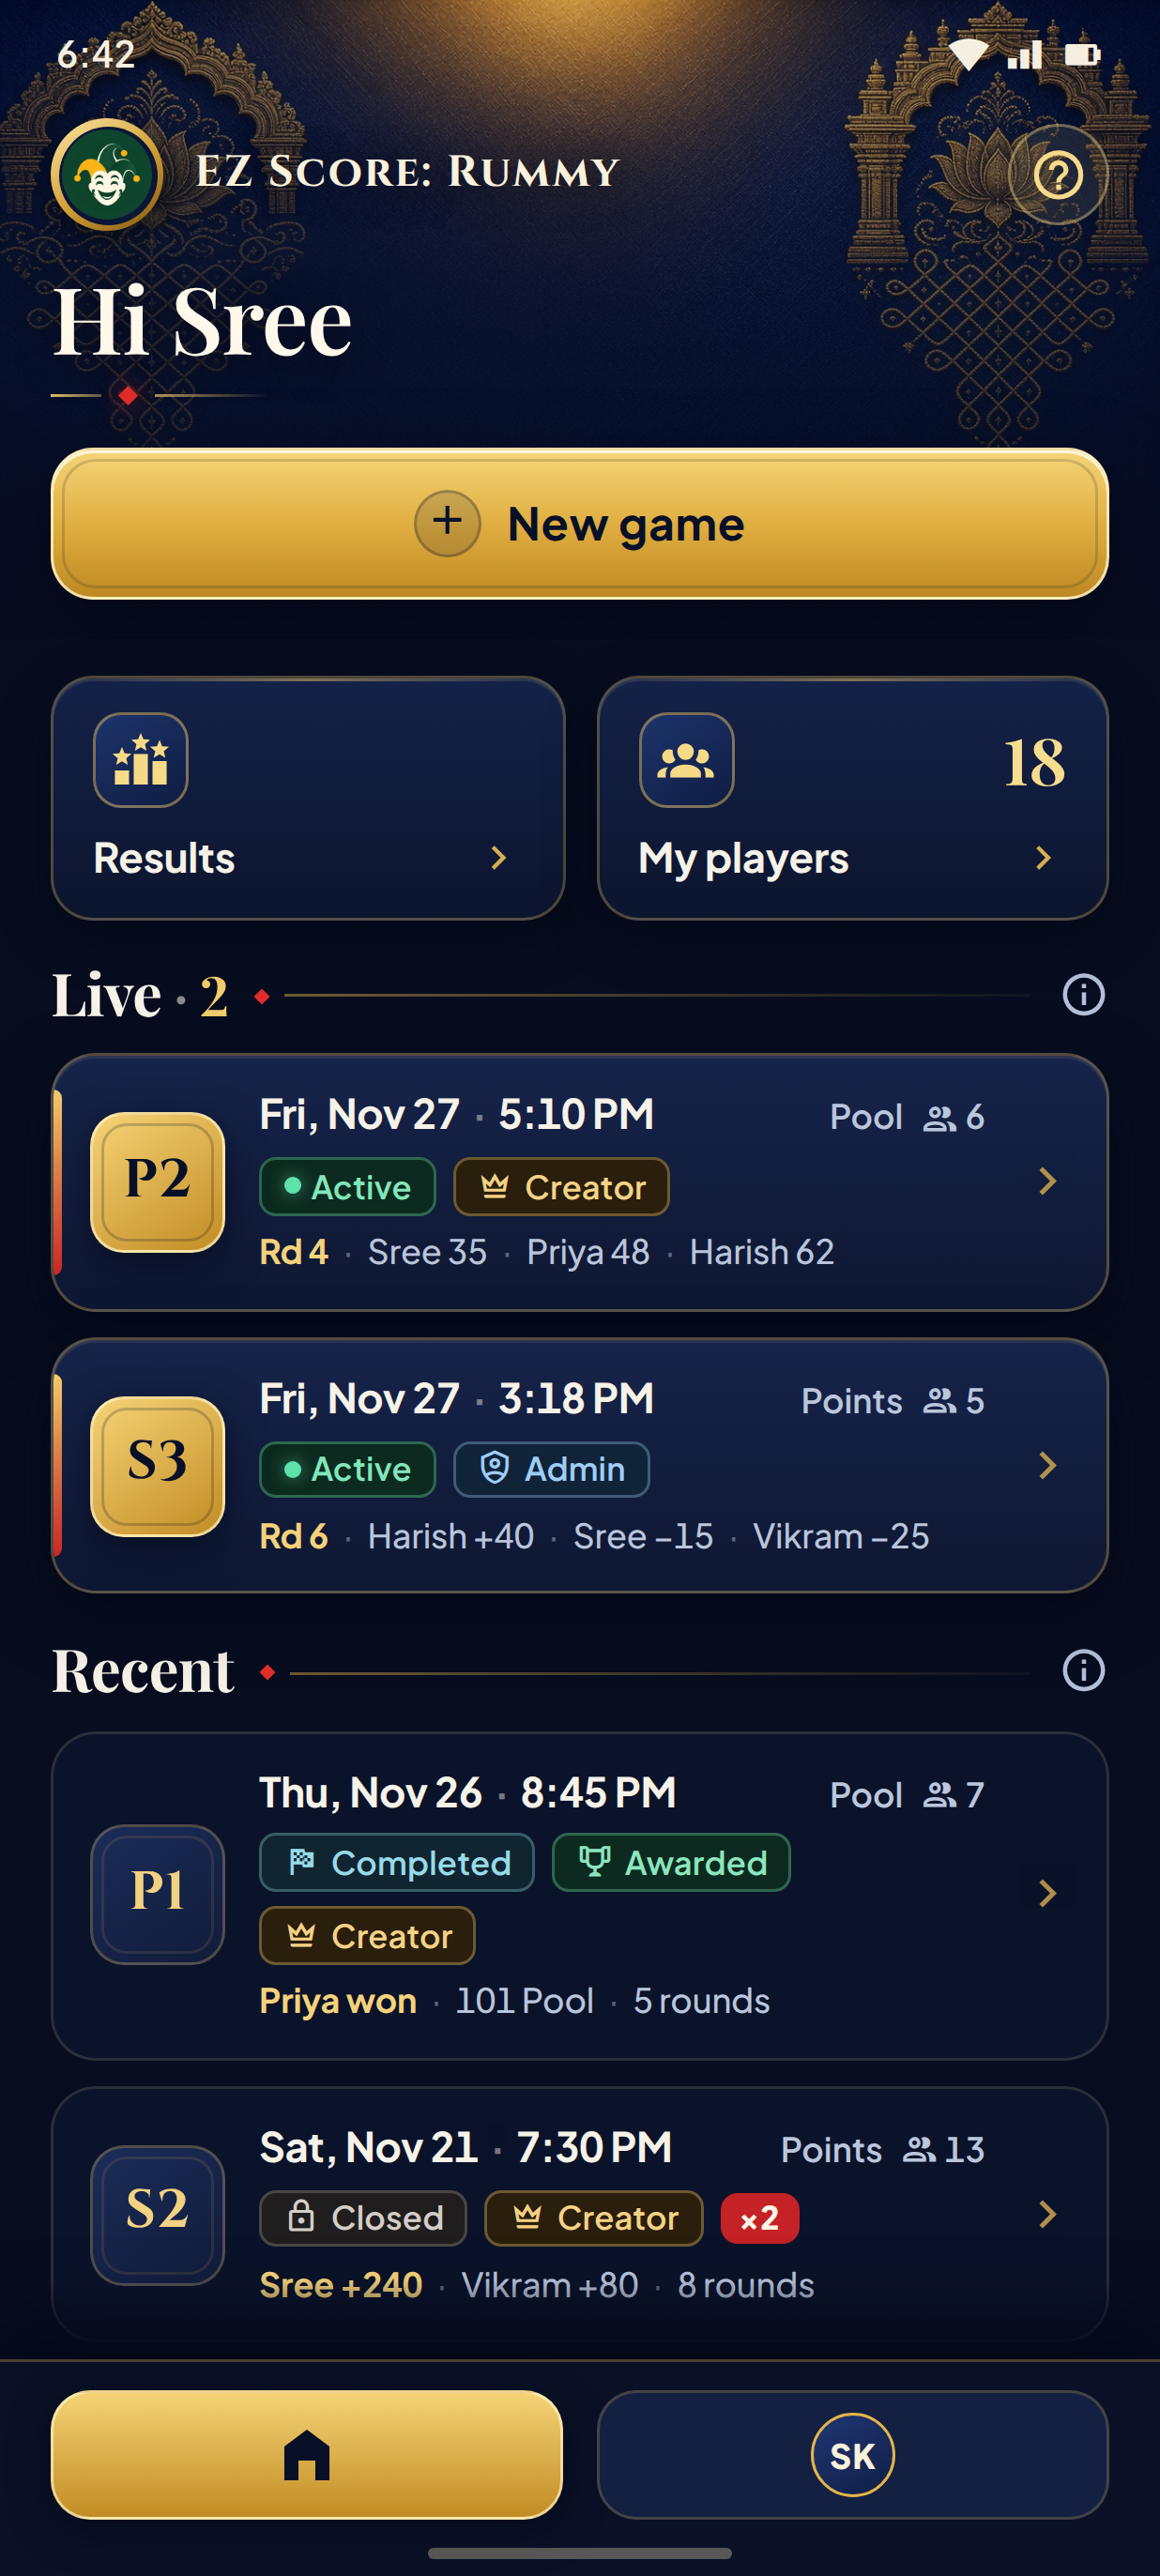 6:42
EZ Score: Rummy
Hi Sree
New game
18
Results
My players
Live · 2
P2
Fri, Nov 27 · 5:10 PM
Pool 6
Active Creator
Rd 4 · Sree 35 · Priya 48 · Harish 62
S3
Fri, Nov 27 · 3:18 PM
Points 5
Active Admin
Rd 6 · Harish +40 · Sree −15 · Vikram −25
Recent
P1
Thu, Nov 26 · 8:45 PM
Pool 7
Completed Awarded
Creator
Priya won · 101 Pool · 5 rounds
S2
Sat, Nov 21 · 7:30 PM
Points 13
Closed Creator ×2
Sree +240 · Vikram +80 · 8 rounds
SK